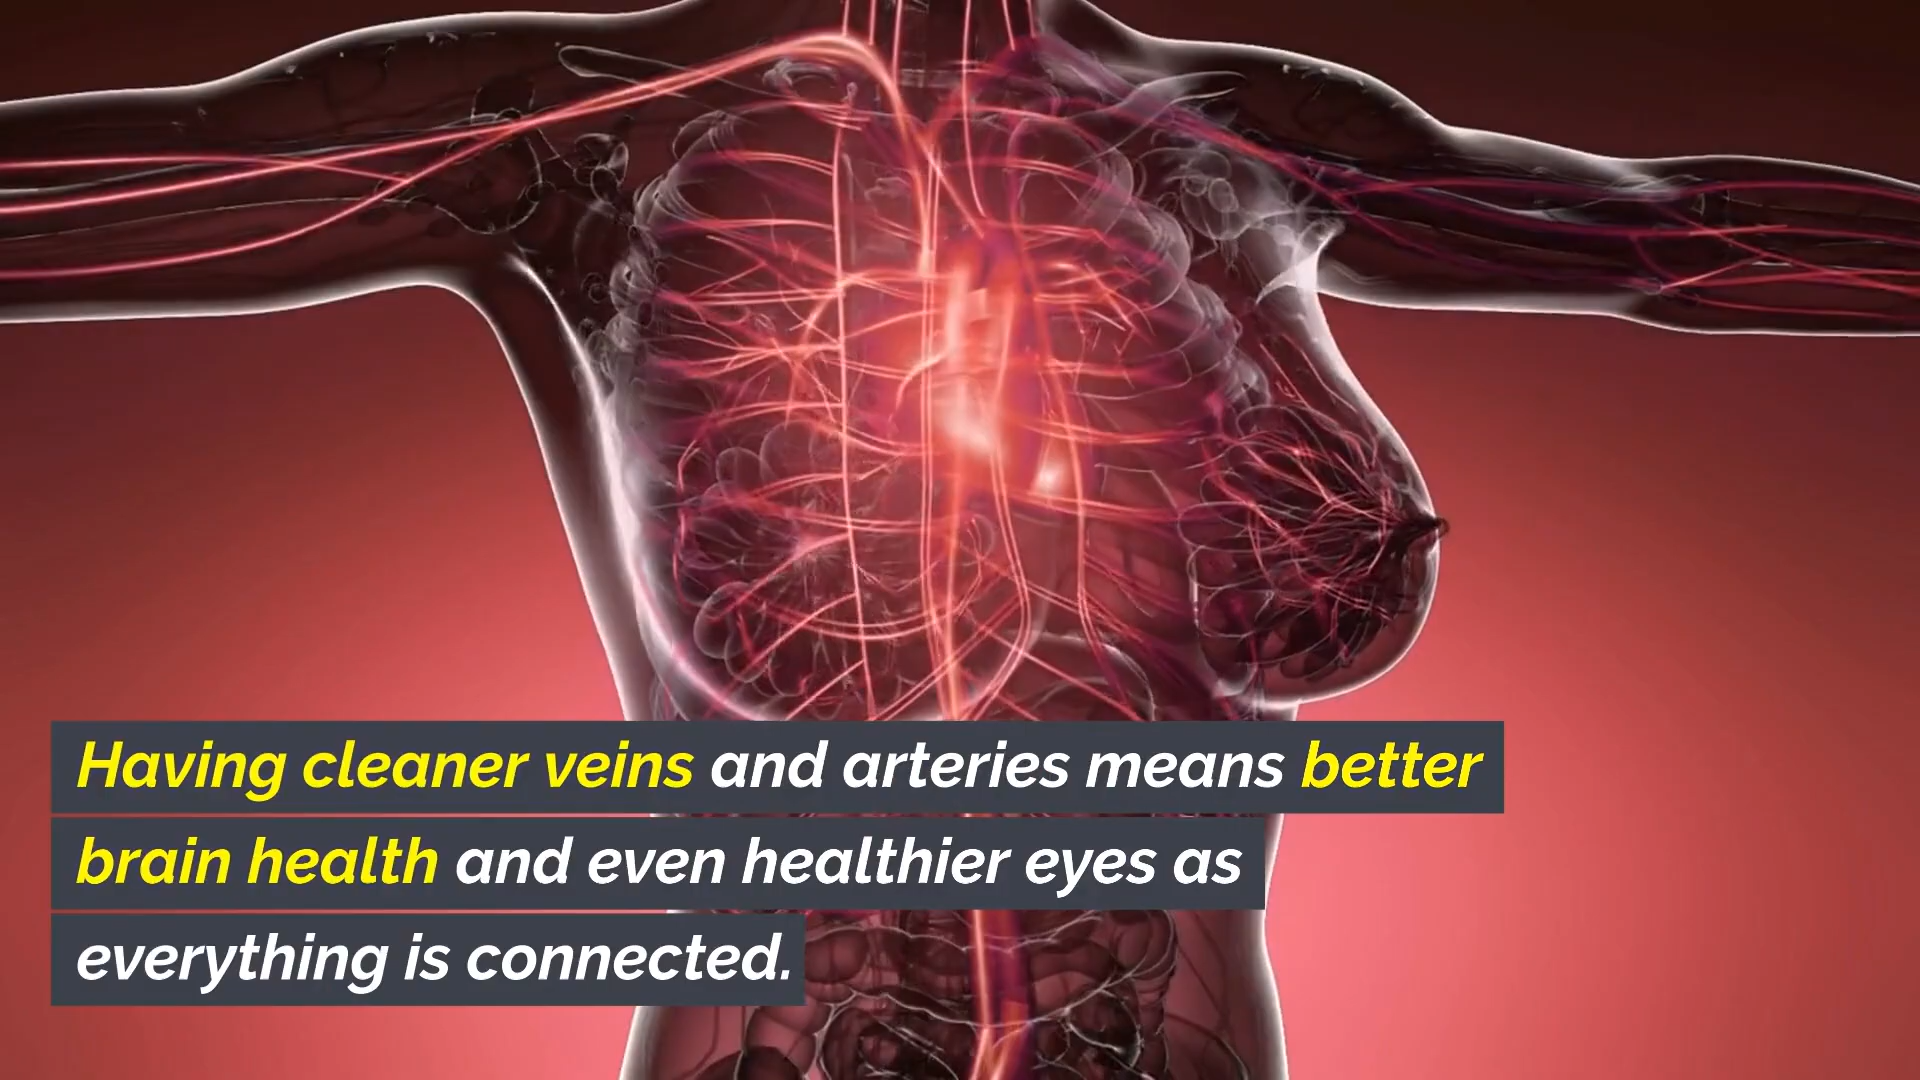 Having cleaner veins and arteries means better
brain health and even healthier eyes as
everything is connected.